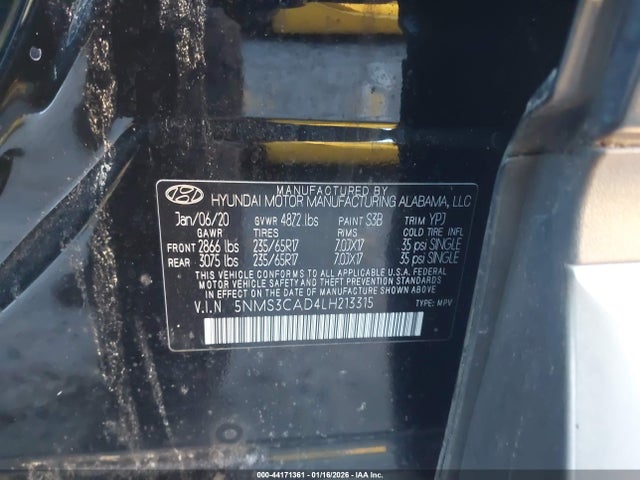 MANUFACTURED BY
HYUNDAI MOTOR MANUFACTURING ALABAMA, LLC
Jan/06/20 GVWR 4872 lbs PAINT S3B TRIM YPJ
GAWR TIRES RIMS COLD TIRE INFL.
FRONT 2866 lbs 235/65R17 7.0JX17 35 psi SINGLE
REAR 3075 lbs 235/65R17 7.0JX17 35 psi SINGLE
THIS VEHICLE CONFORMS TO ALL APPLICABLE U.S.A. FEDERAL
MOTOR VEHICLE SAFETY AND THEFT PREVENTION STANDARDS
IN EFFECT ON THE DATE OF MANUFACTURE SHOWN ABOVE.
V.I.N 5NMS3CAD4LH213315 TYPE: MPV
000-44171361 | 01/16/2026 - IAA Inc.